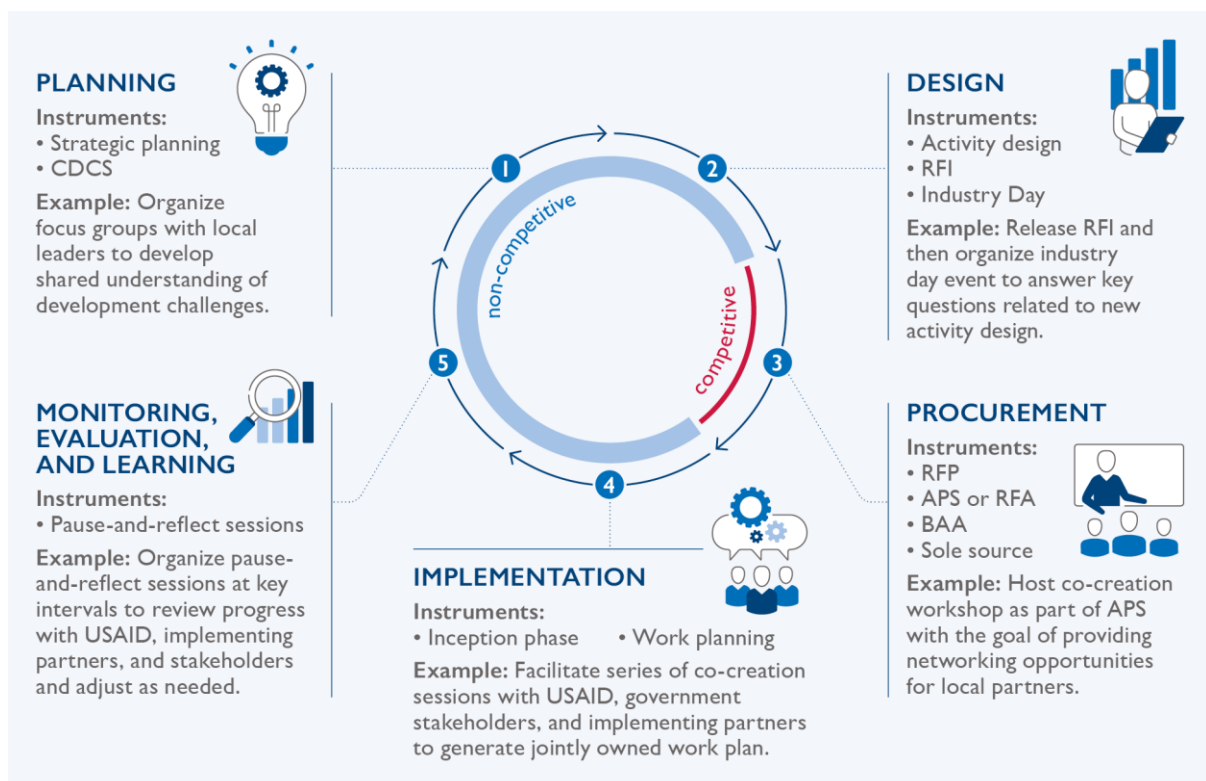 PLANNING
Instruments:
• Strategic planning
• CDCS
Example: Organize
focus groups with local
leaders to develop
shared understanding of
development challenges.
DESIGN
Instruments:
• Activity design
• RFI
• Industry Day
Example: Release RFI and
then organize industry
day event to answer key
questions related to new
activity design.
1
2
3
4
5
non-competitive
competitive
PROCUREMENT
Instruments:
• RFP
• APS or RFA
• BAA
• Sole source
Example: Host co-creation
workshop as part of APS
with the goal of providing
networking opportunities
for local partners.
IMPLEMENTATION
Instruments:
• Inception phase • Work planning
Example: Facilitate series of co-creation
sessions with USAID, government
stakeholders, and implementing partners
to generate jointly owned work plan.
MONITORING,
EVALUATION,
AND LEARNING
Instruments:
• Pause-and-reflect sessions
Example: Organize pause-
and-reflect sessions at key
intervals to review progress
with USAID, implementing
partners, and stakeholders
and adjust as needed.